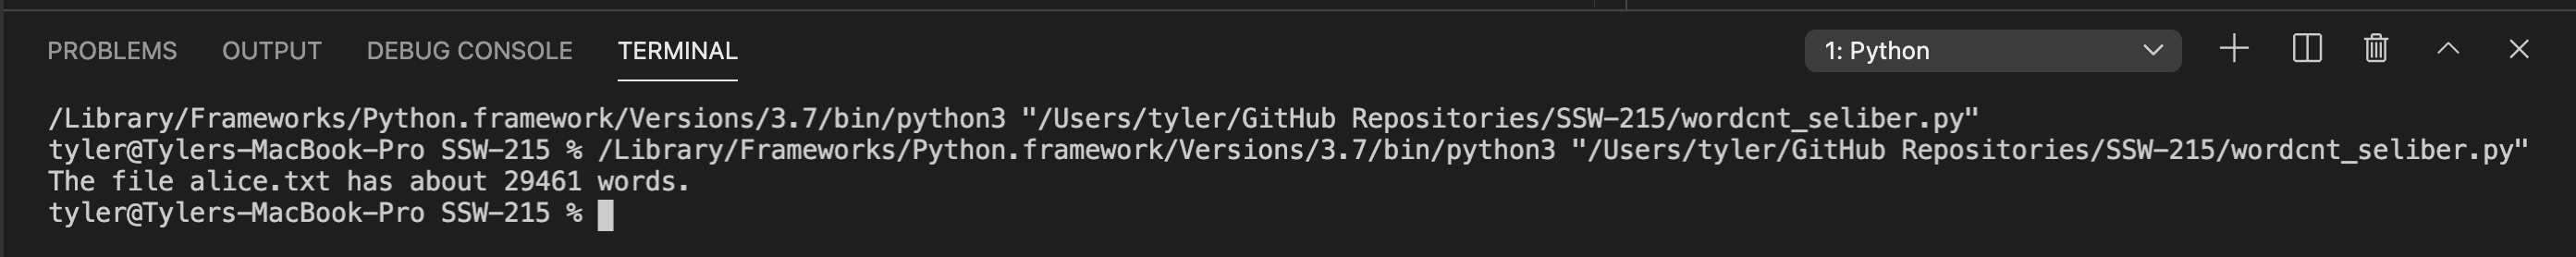 PROBLEMS OUTPUT DEBUG CONSOLE TERMINAL 1: Python
/Library/Frameworks/Python.framework/Versions/3.7/bin/python3 "/Users/tyler/GitHub Repositories/SSW-215/wordcnt_seliber.py"
tyler@Tylers-MacBook-Pro SSW-215 % /Library/Frameworks/Python.framework/Versions/3.7/bin/python3 "/Users/tyler/GitHub Repositories/SSW-215/wordcnt_seliber.py"
The file alice.txt has about 29461 words.
tyler@Tylers-MacBook-Pro SSW-215 %